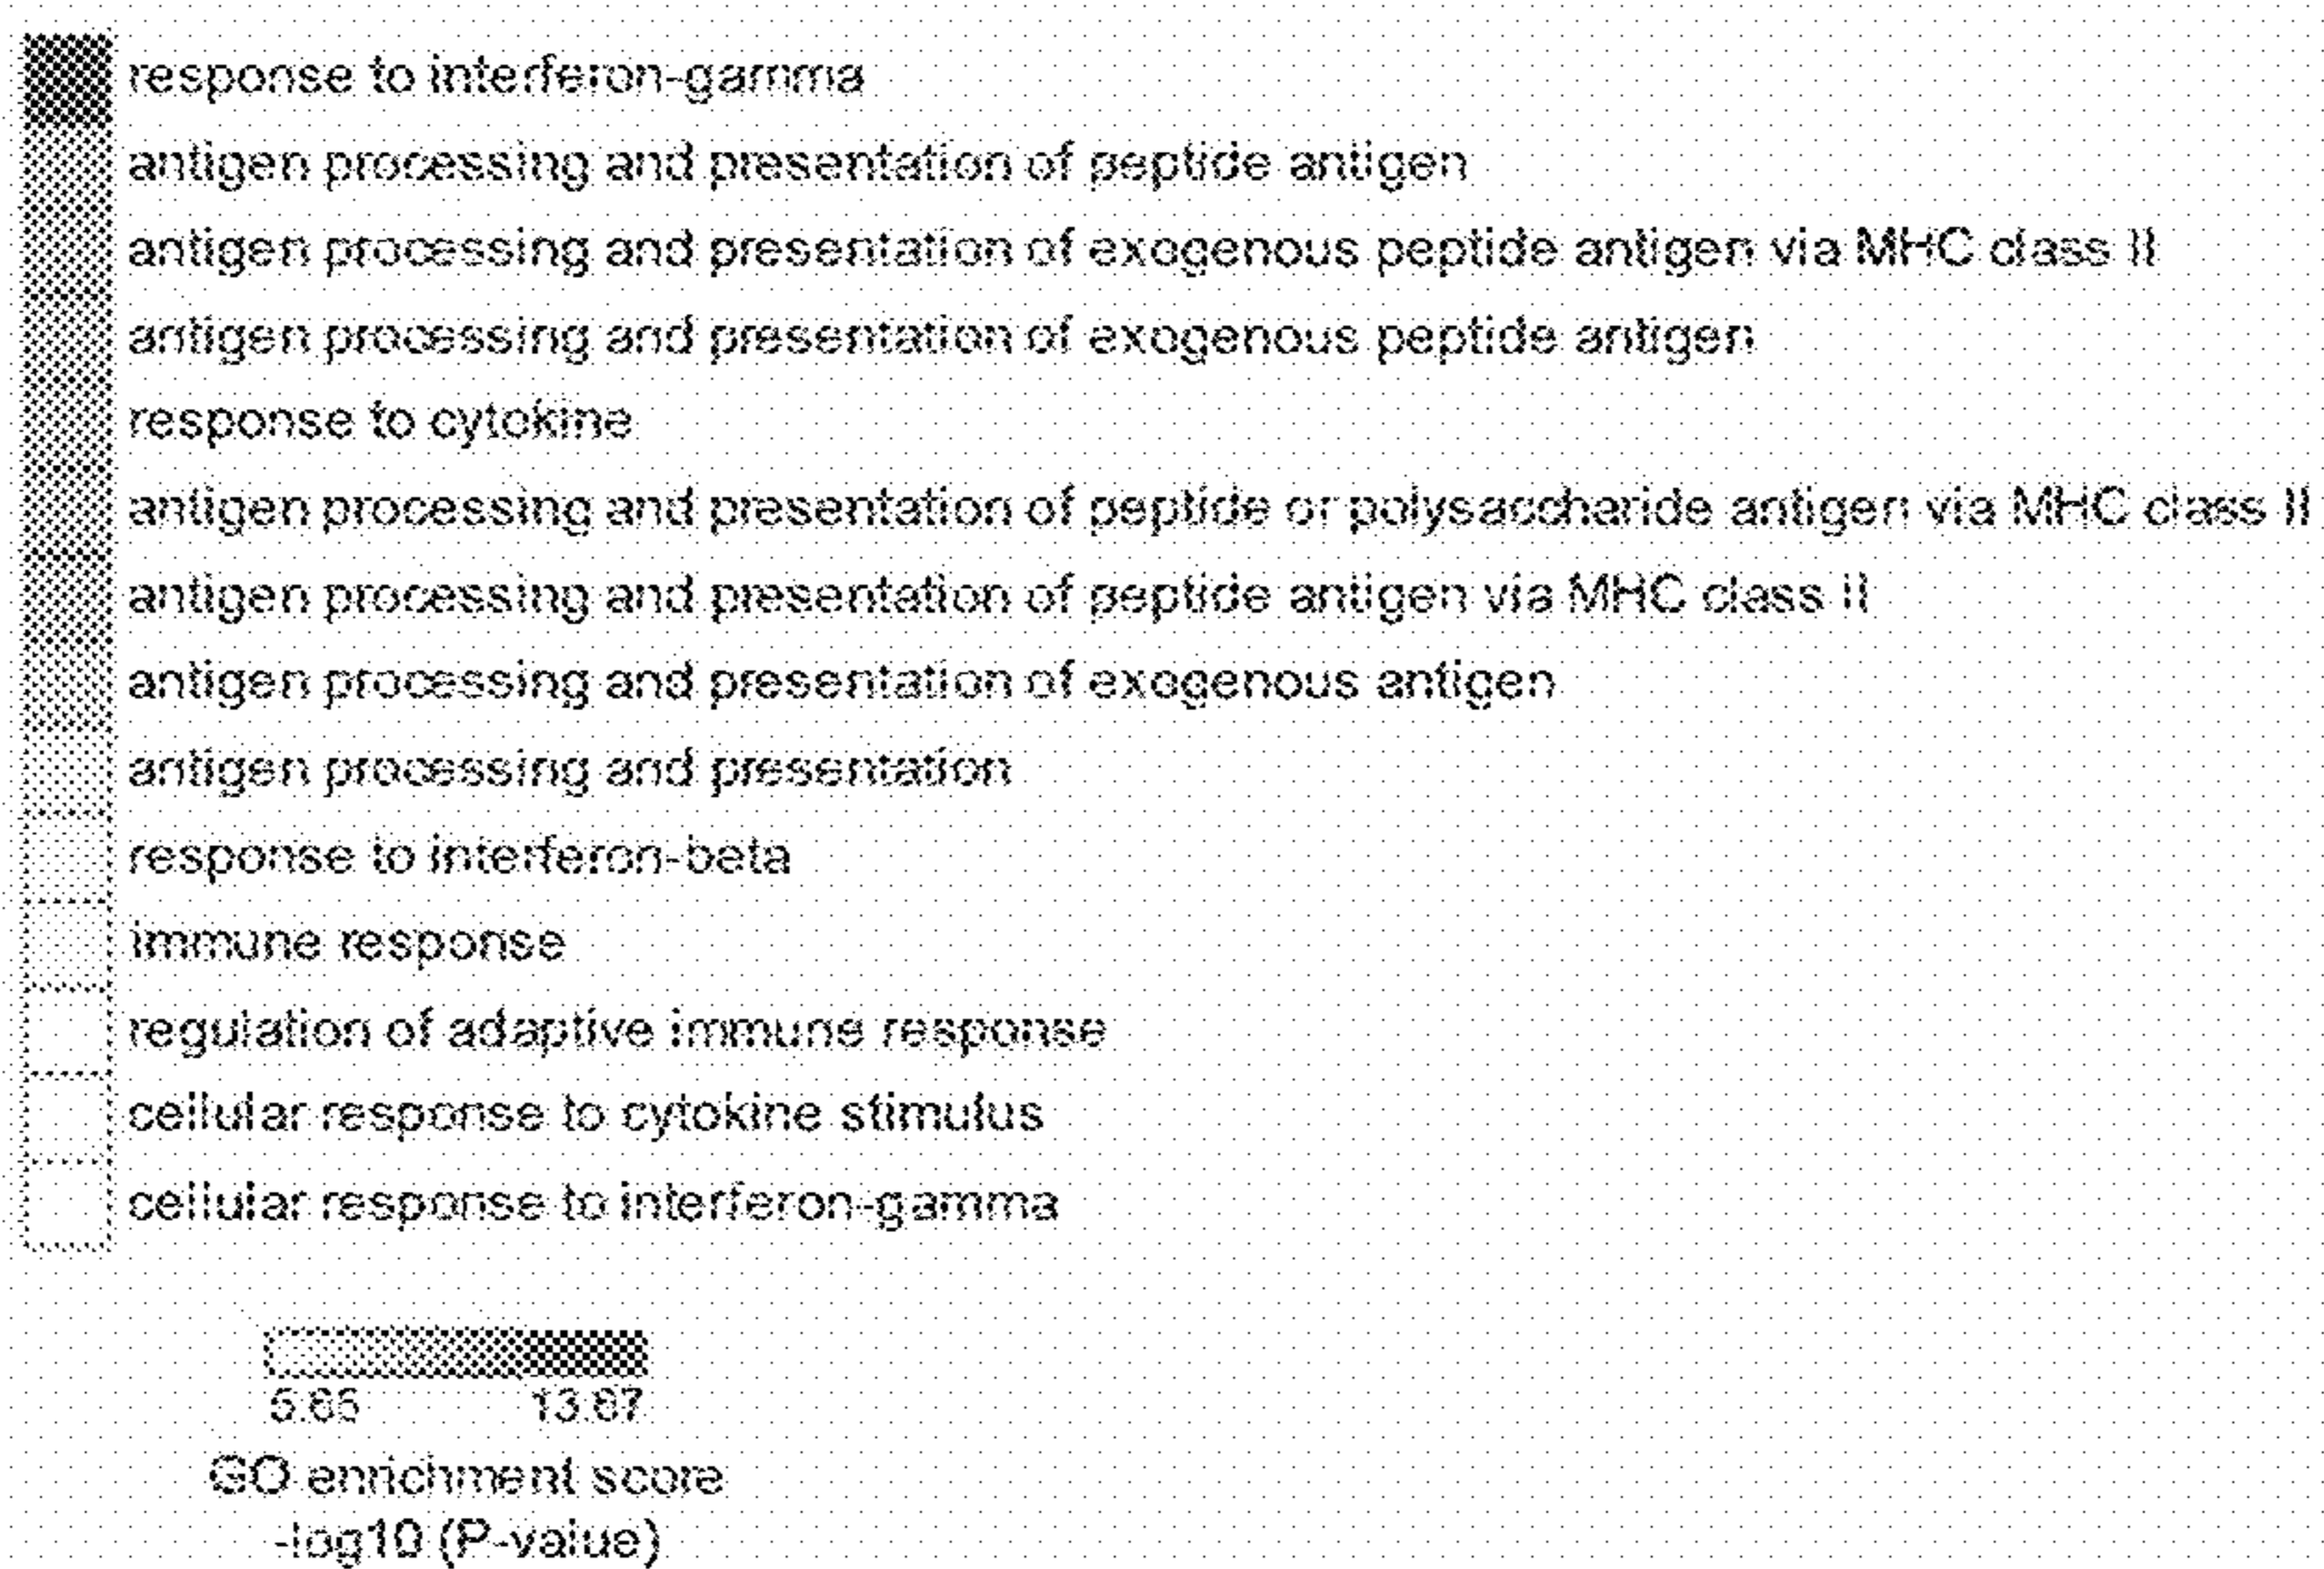 response to interferon-gamma
antigen processing and presentation of peptide antigen
antigen processing and presentation of exogenous peptide antigen via MHC class II
antigen processing and presentation of exogenous peptide antigen
response to cytokine
antigen processing and presentation of peptide or polysaccharide antigen via MHC class II
antigen processing and presentation of peptide antigen via MHC class II
antigen processing and presentation of exogenous antigen
antigen processing and presentation
response to interferon-beta
immune response
regulation of adaptive immune response
cellular response to cytokine stimulus
cellular response to interferon-gamma
GO enrichment score
-log10 (P-value)